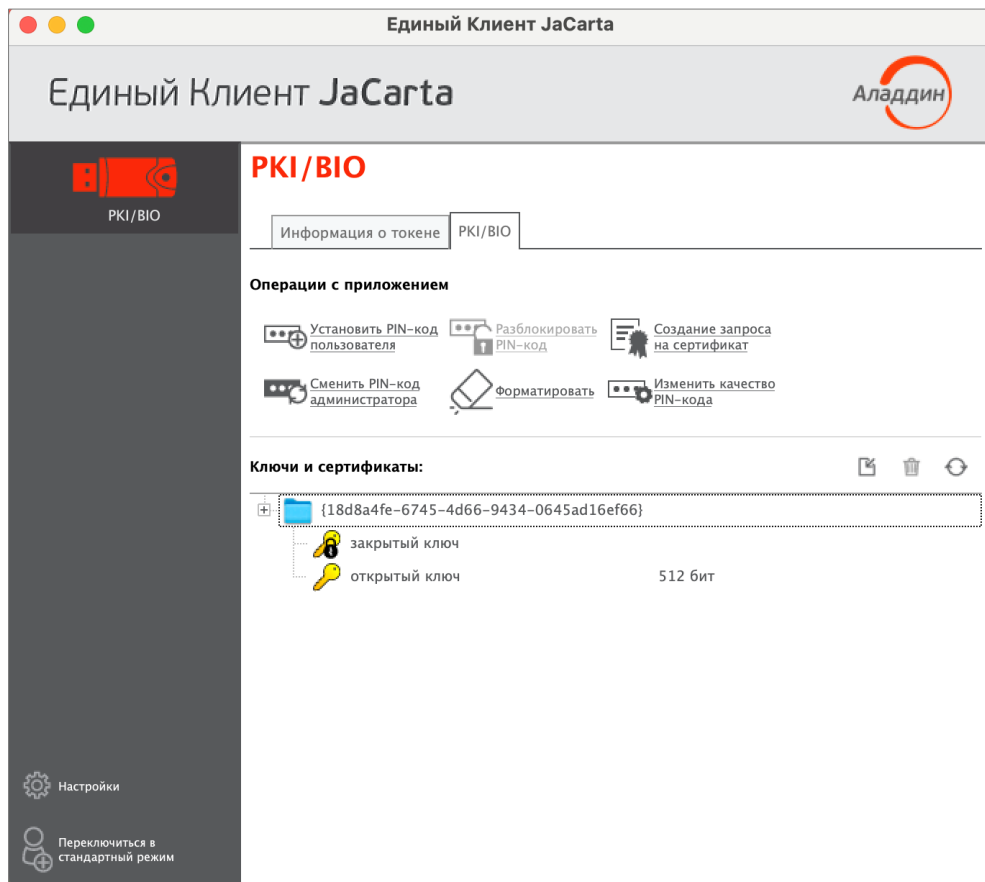 Единый Клиент JaCarta
Единый Клиент JaCarta
Аладдин
PKI/BIO
PKI/BIO
Информация о токене
PKI/BIO
Операции с приложением
Установить PIN-код
пользователя
Разблокировать
PIN-код
Создание запроса
на сертификат
Сменить PIN-код
администратора
Форматировать
Изменить качество
PIN-кода
Ключи и сертификаты:
{18d8a4fe-6745-4d66-9434-0645ad16ef66}
закрытый ключ
открытый ключ 512 бит
Настройки
Переключиться в
стандартный режим